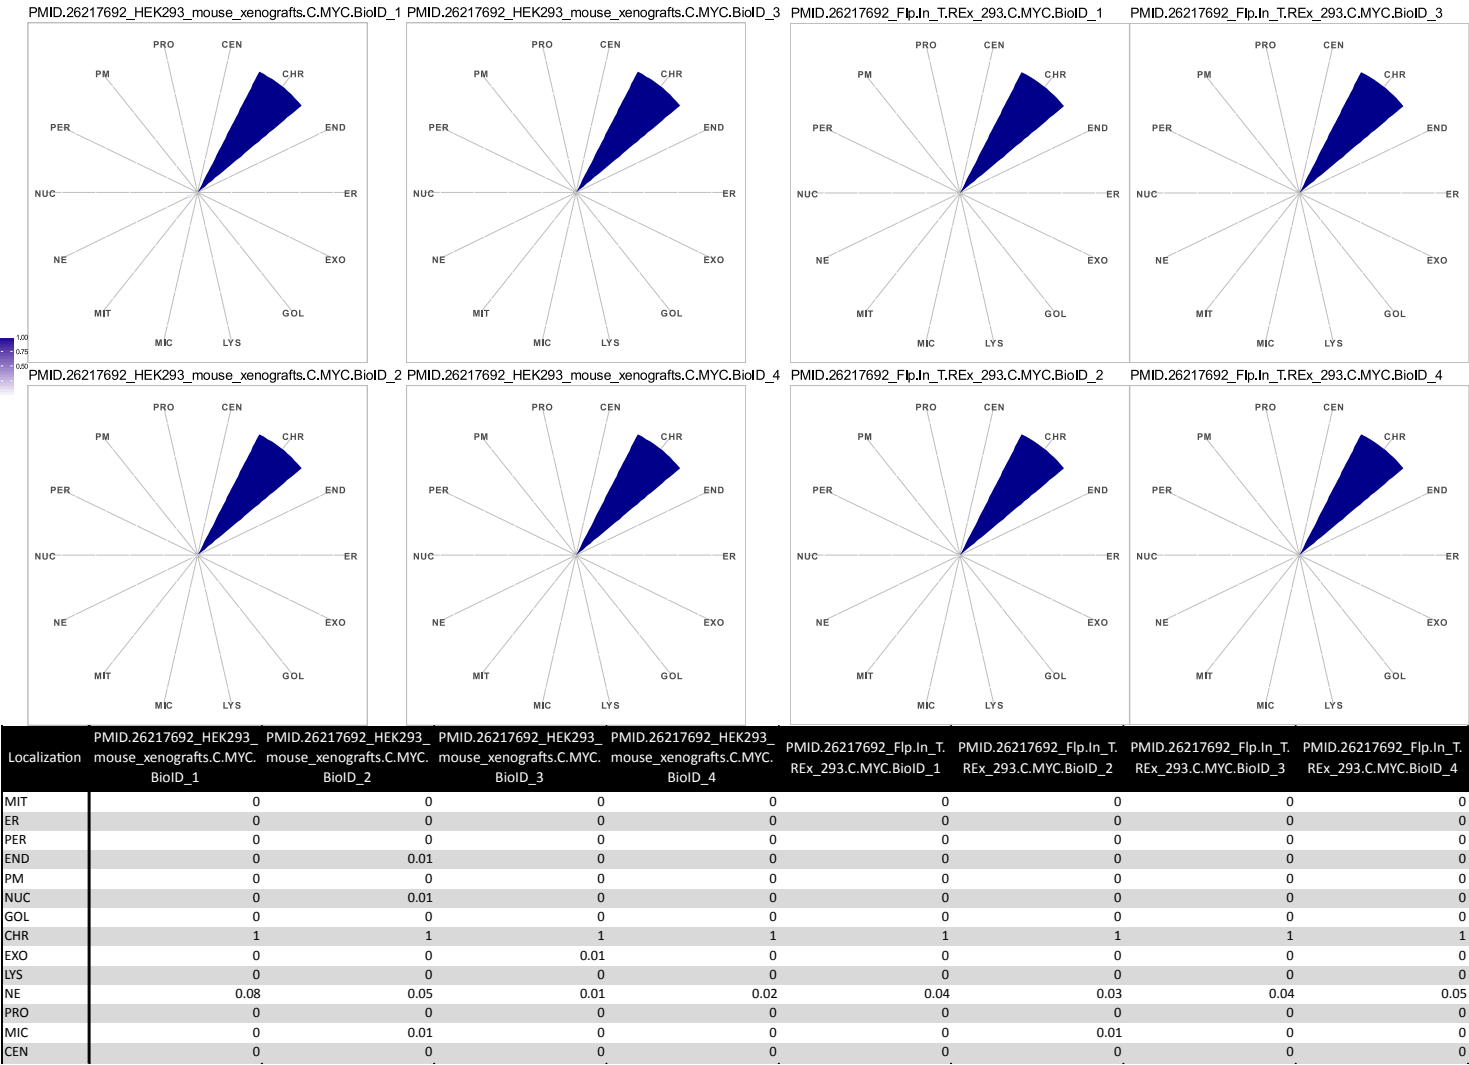 PMID.26217692_HEK293_mouse_xenografts.C.MYC.BioID_1 PMID.26217692_HEK293_mouse_xenografts.C.MYC.BioID_3 PMID.26217692_Flp.In_T.REx_293.C.MYC.BioID_1 PMID.26217692_Flp.In_T.REx_293.C.MYC.BioID_3
PRO CEN PRO CEN PRO CEN PRO CEN
PM CHR PM CHR PM CHR PM CHR
PER END PER END PER END PER END
NUC ER NUC ER NUC ER NUC ER
NE EXO NE EXO NE EXO NE EXO
MIT GOL MIT GOL MIT GOL MIT GOL
MIC LYS MIC LYS MIC LYS MIC LYS
1.00
0.75
0.50
PMID.26217692_HEK293_mouse_xenografts.C.MYC.BioID_2 PMID.26217692_HEK293_mouse_xenografts.C.MYC.BioID_4 PMID.26217692_Flp.In_T.REx_293.C.MYC.BioID_2 PMID.26217692_Flp.In_T.REx_293.C.MYC.BioID_4
PRO CEN PRO CEN PRO CEN PRO CEN
PM CHR PM CHR PM CHR PM CHR
PER END PER END PER END PER END
NUC ER NUC ER NUC ER NUC ER
NE EXO NE EXO NE EXO NE EXO
MIT GOL MIT GOL MIT GOL MIT GOL
MIC LYS MIC LYS MIC LYS MIC LYS
PMID.26217692_HEK293_ PMID.26217692_HEK293_ PMID.26217692_HEK293_ PMID.26217692_HEK293_ PMID.26217692_Flp.In_T. PMID.26217692_Flp.In_T. PMID.26217692_Flp.In_T. PMID.26217692_Flp.In_T.
Localization mouse_xenografts.C.MYC. mouse_xenografts.C.MYC. mouse_xenografts.C.MYC. mouse_xenografts.C.MYC. REx_293.C.MYC.BioID_1 REx_293.C.MYC.BioID_2 REx_293.C.MYC.BioID_3 REx_293.C.MYC.BioID_4
BioID_1 BioID_2 BioID_3 BioID_4
MIT 0 0 0 0 0 0 0 0
ER 0 0 0 0 0 0 0 0
PER 0 0 0 0 0 0 0 0
END 0 0.01 0 0 0 0 0 0
PM 0 0 0 0 0 0 0 0
NUC 0 0.01 0 0 0 0 0 0
GOL 0 0 0 0 0 0 0 0
CHR 1 1 1 1 1 1 1 1
EXO 0 0 0.01 0 0 0 0 0
LYS 0 0 0 0 0 0 0 0
NE 0.08 0.05 0.01 0.02 0.04 0.03 0.04 0.05
PRO 0 0 0 0 0 0 0 0
MIC 0 0.01 0 0 0 0.01 0 0
CEN 0 0 0 0 0 0 0 0